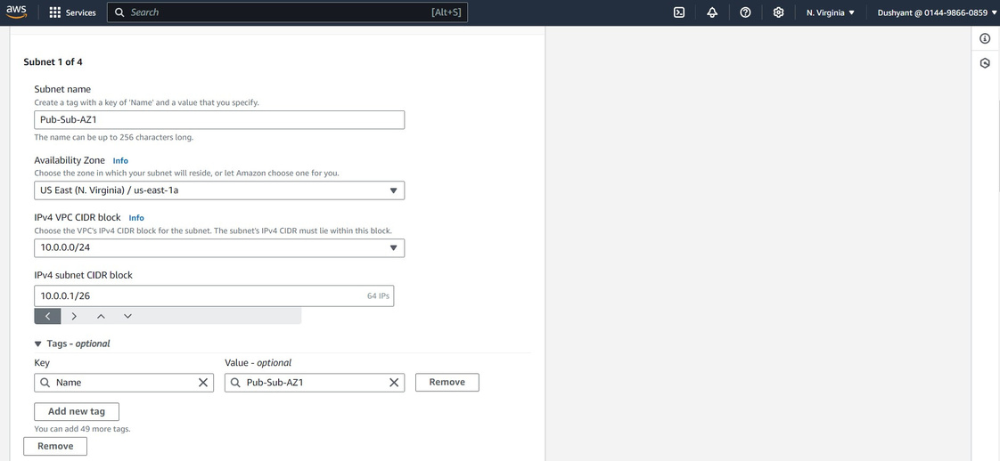 aws
Services
Search
[Alt+S]
N. Virginia
Dushyant @ 0144-9866-0859
Subnet 1 of 4
Subnet name
Create a tag with a key of 'Name' and a value that you specify.
Pub-Sub-AZ1
The name can be up to 256 characters long.
Availability Zone Info
Choose the zone in which your subnet will reside, or let Amazon choose one for you.
US East (N. Virginia) / us-east-1a
IPv4 VPC CIDR block Info
Choose the VPC's IPv4 CIDR block for the subnet. The subnet's IPv4 CIDR must lie within this block.
10.0.0.0/24
IPv4 subnet CIDR block
10.0.0.1/26 64 IPs
Tags - optional
Key Value - optional
Name Pub-Sub-AZ1 Remove
Add new tag
You can add 49 more tags.
Remove